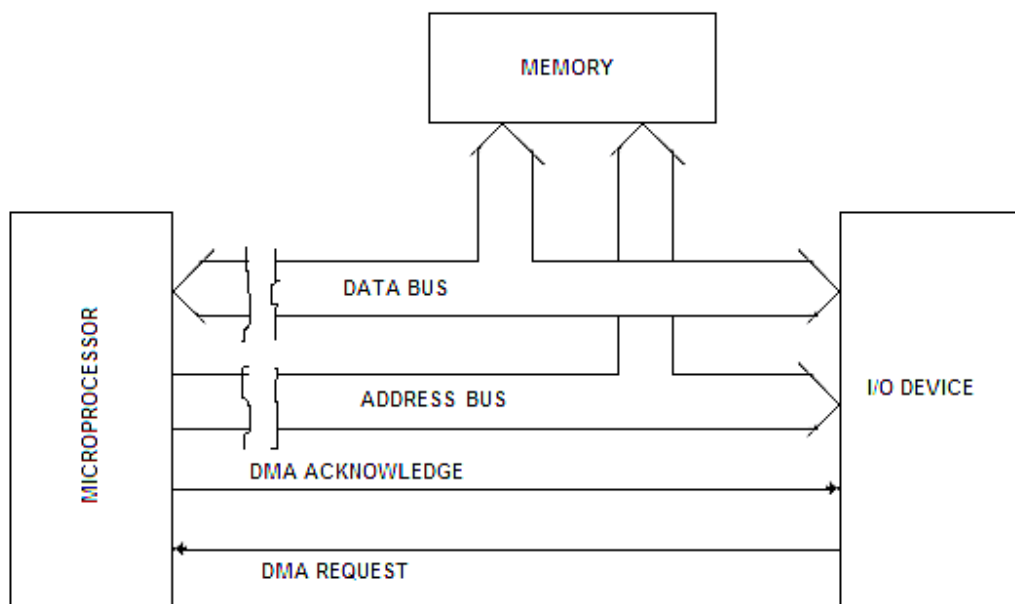 MEMORY
MICROPROCESSOR
DATA BUS
ADDRESS BUS
I/O DEVICE
DMA ACKNOWLEDGE
DMA REQUEST